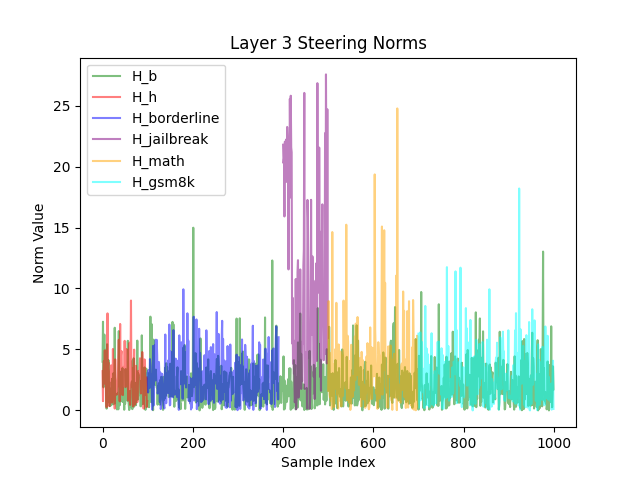 Layer 3 Steering Norms
H_b
H_h
H_borderline
H_jailbreak
H_math
H_gsm8k
Norm Value
25
20
15
10
5
0
0 200 400 600 800 1000
Sample Index